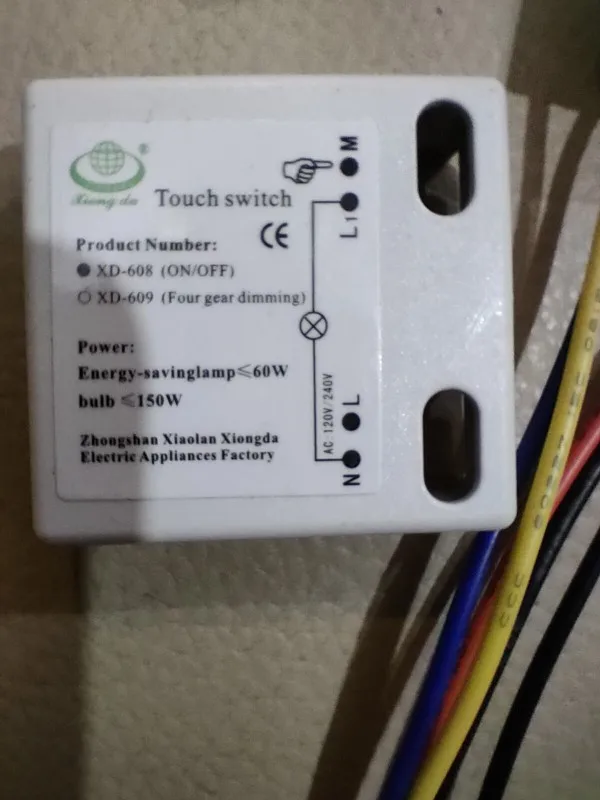 ®
Xiong da
Touch switch
CE
Product Number:
XD-608 (ON/OFF)
XD-609 (Four gear dimming)
Power:
Energy-savinglamp≤60W
bulb ≤150W
Zhongshan Xiaolan Xiongda
Electric Appliances Factory
M
L1
AC:120V/240V
L
N